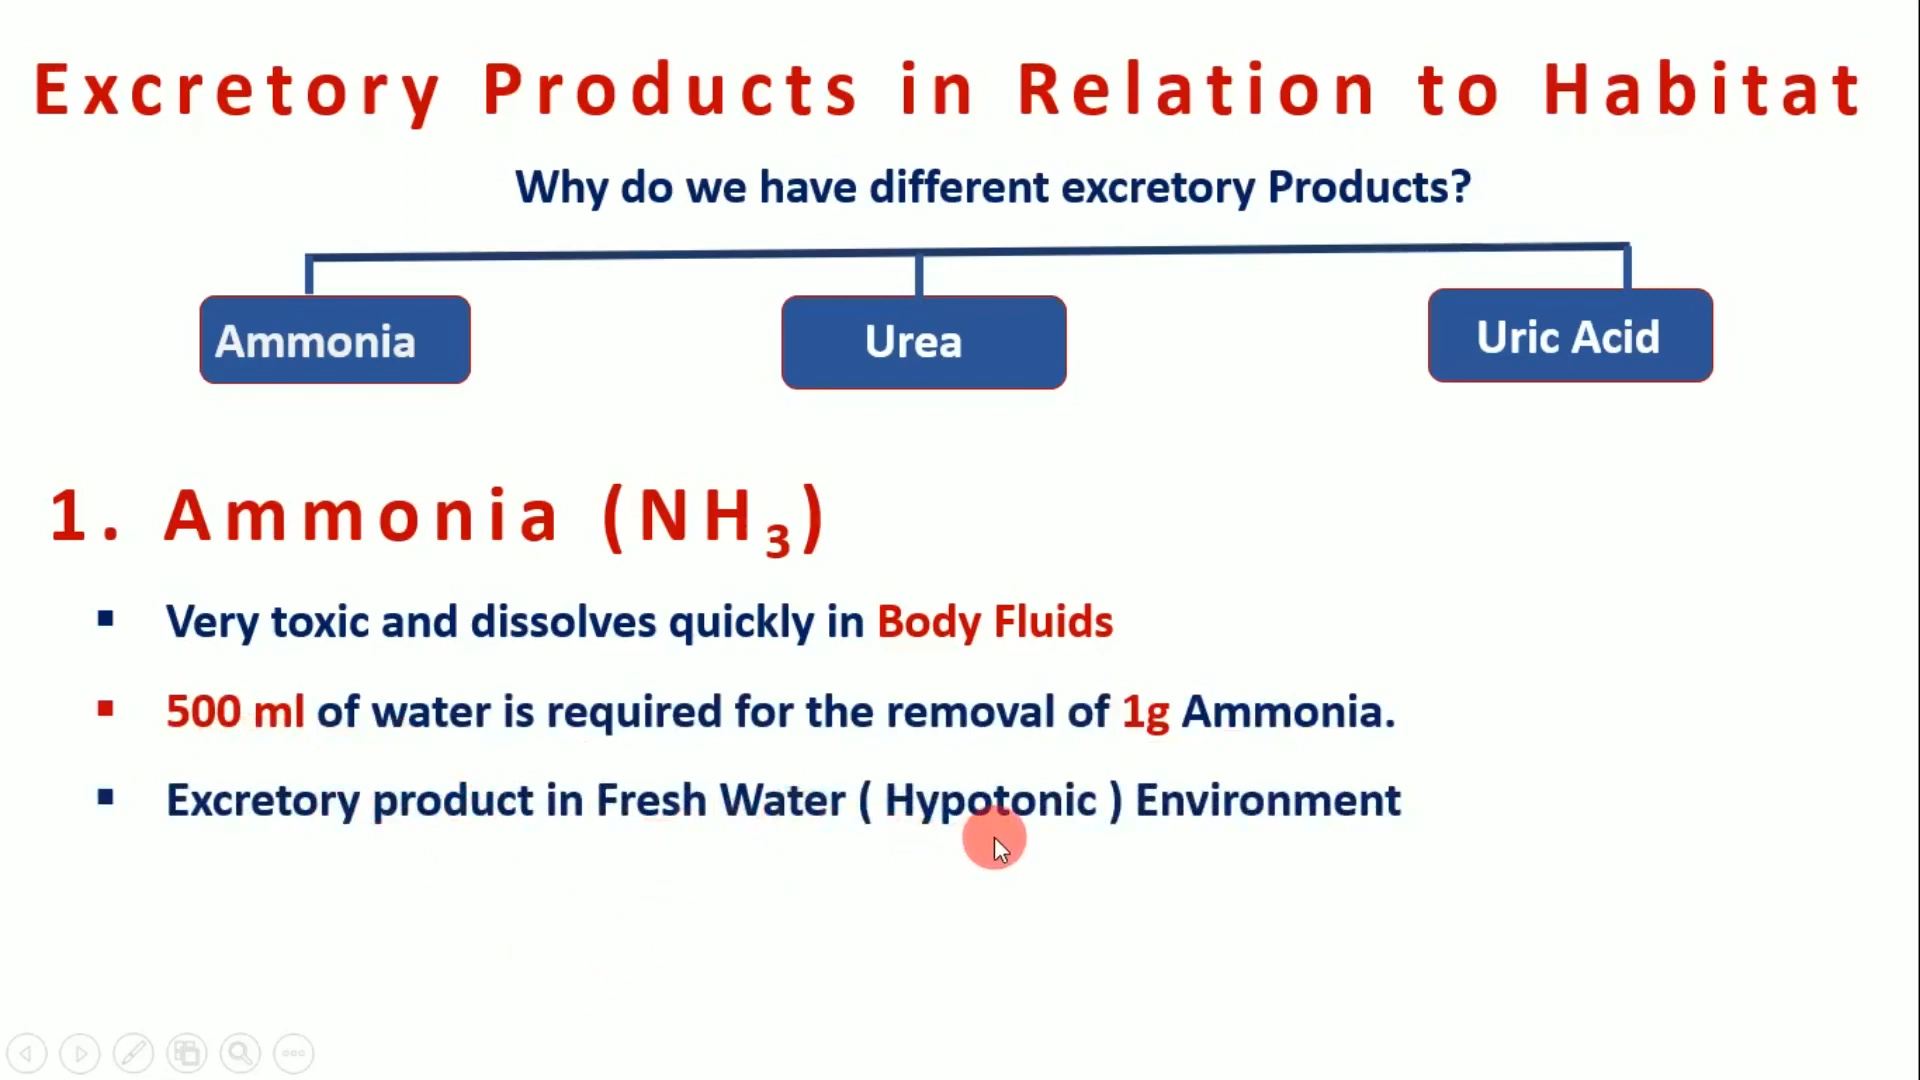 Excretory Products in Relation to Habitat
Why do we have different excretory Products?
Ammonia
Urea
Uric Acid
1. Ammonia (NH₃)
▪ Very toxic and dissolves quickly in Body Fluids
▪ 500 ml of water is required for the removal of 1g Ammonia.
▪ Excretory product in Fresh Water ( Hypotonic ) Environment